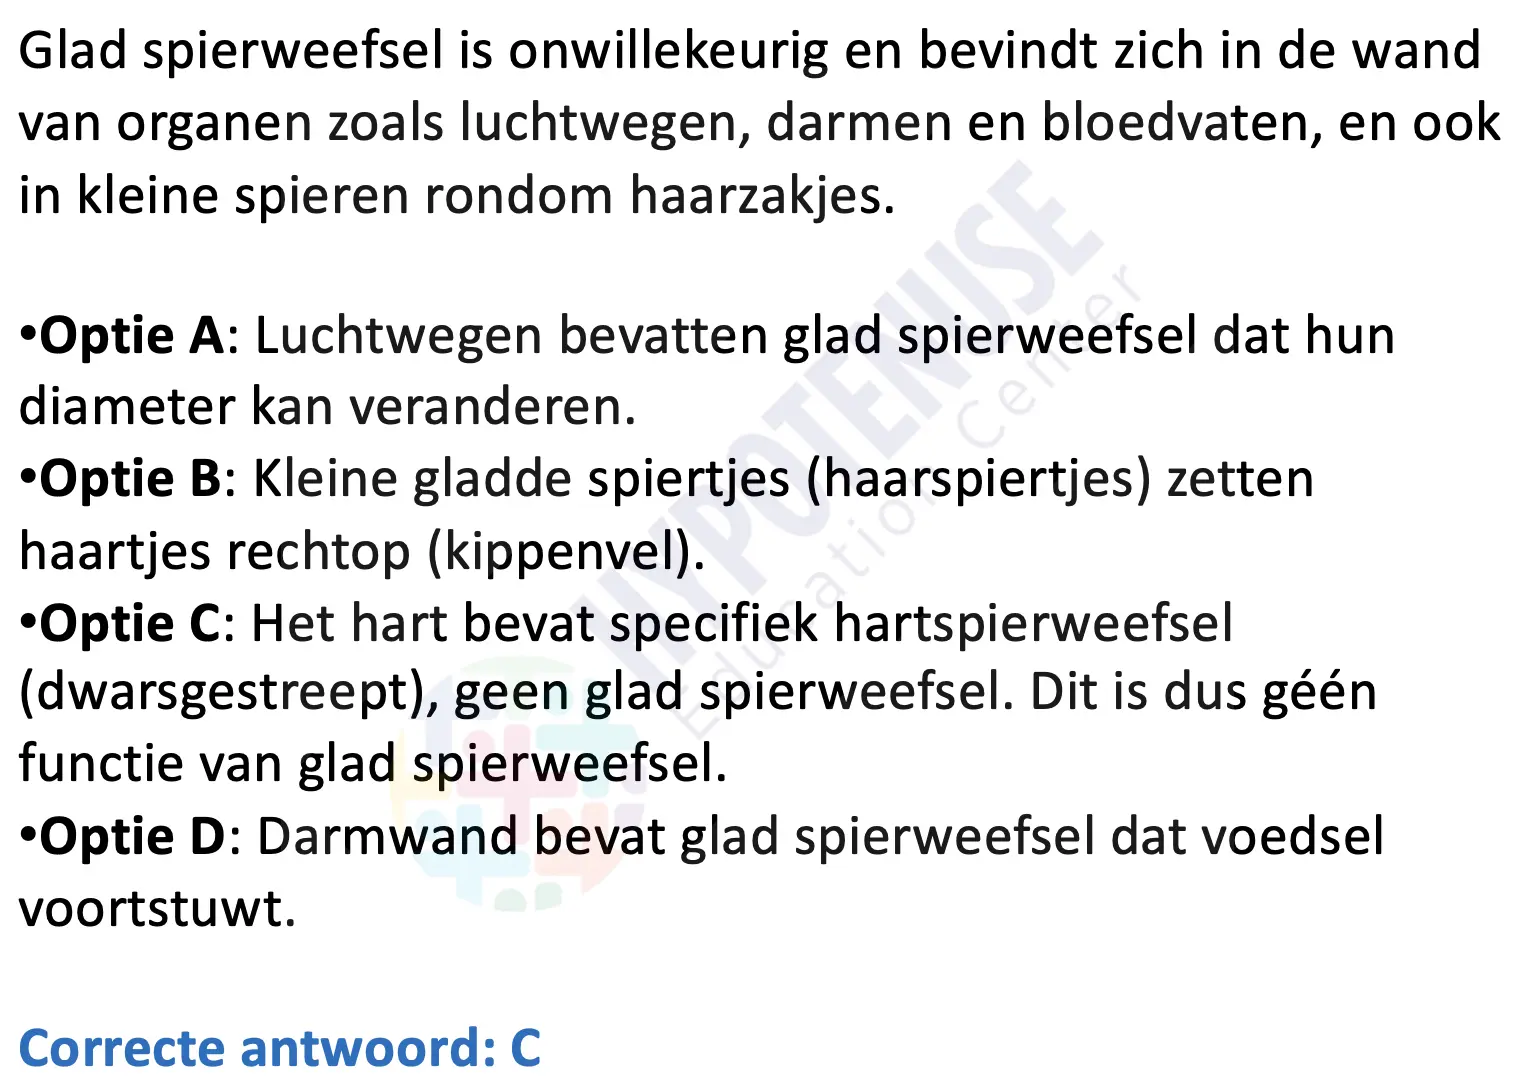 Glad spierweefsel is onwillekeurig en bevindt zich in de wand
van organen zoals luchtwegen, darmen en bloedvaten, en ook
in kleine spieren rondom haarzakjes.
•Optie A: Luchtwegen bevatten glad spierweefsel dat hun
diameter kan veranderen.
•Optie B: Kleine gladde spiertjes (haarspiertjes) zetten
haartjes rechtop (kippenvel).
•Optie C: Het hart bevat specifiek hartspierweefsel
(dwarsgestreept), geen glad spierweefsel. Dit is dus géén
functie van glad spierweefsel.
•Optie D: Darmwand bevat glad spierweefsel dat voedsel
voortstuwt.
Correcte antwoord: C
HYPOTENUSE
Education Center